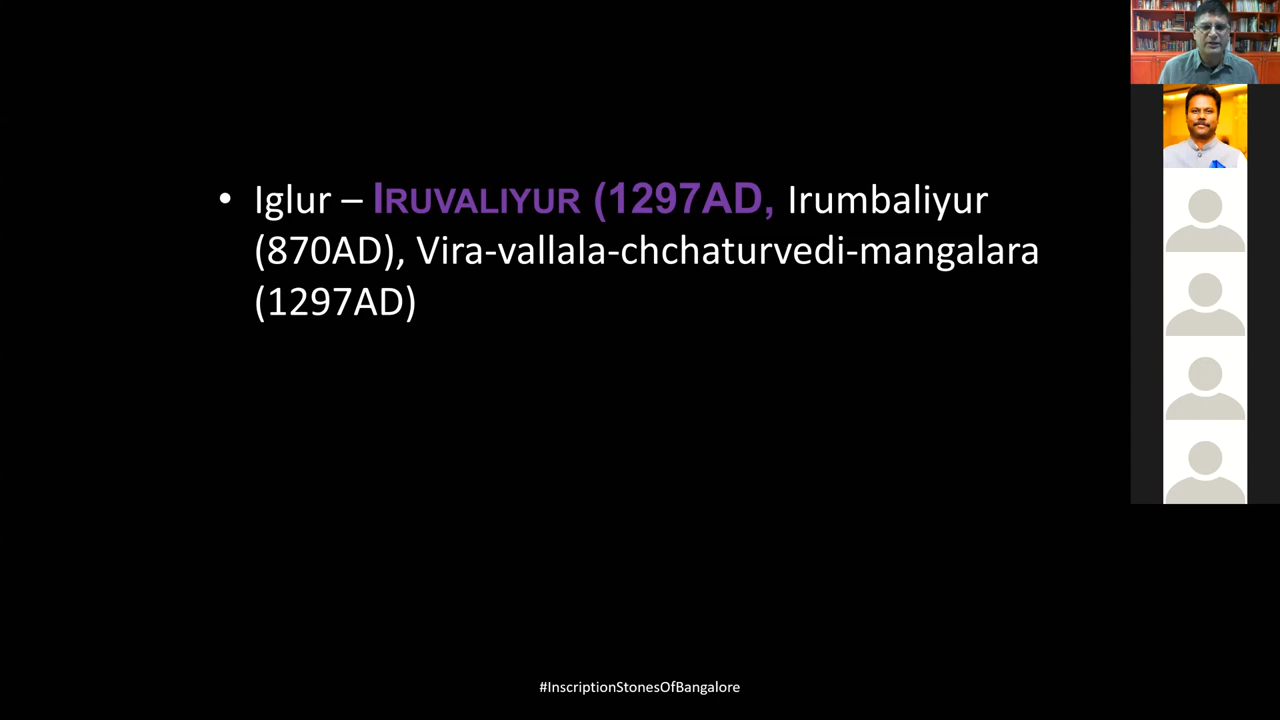 • Iglur – IRUVALIYUR (1297AD, Irumbaliyur
(870AD), Vira-vallala-chchaturvedi-mangalara
(1297AD)
#InscriptionStonesOfBangalore